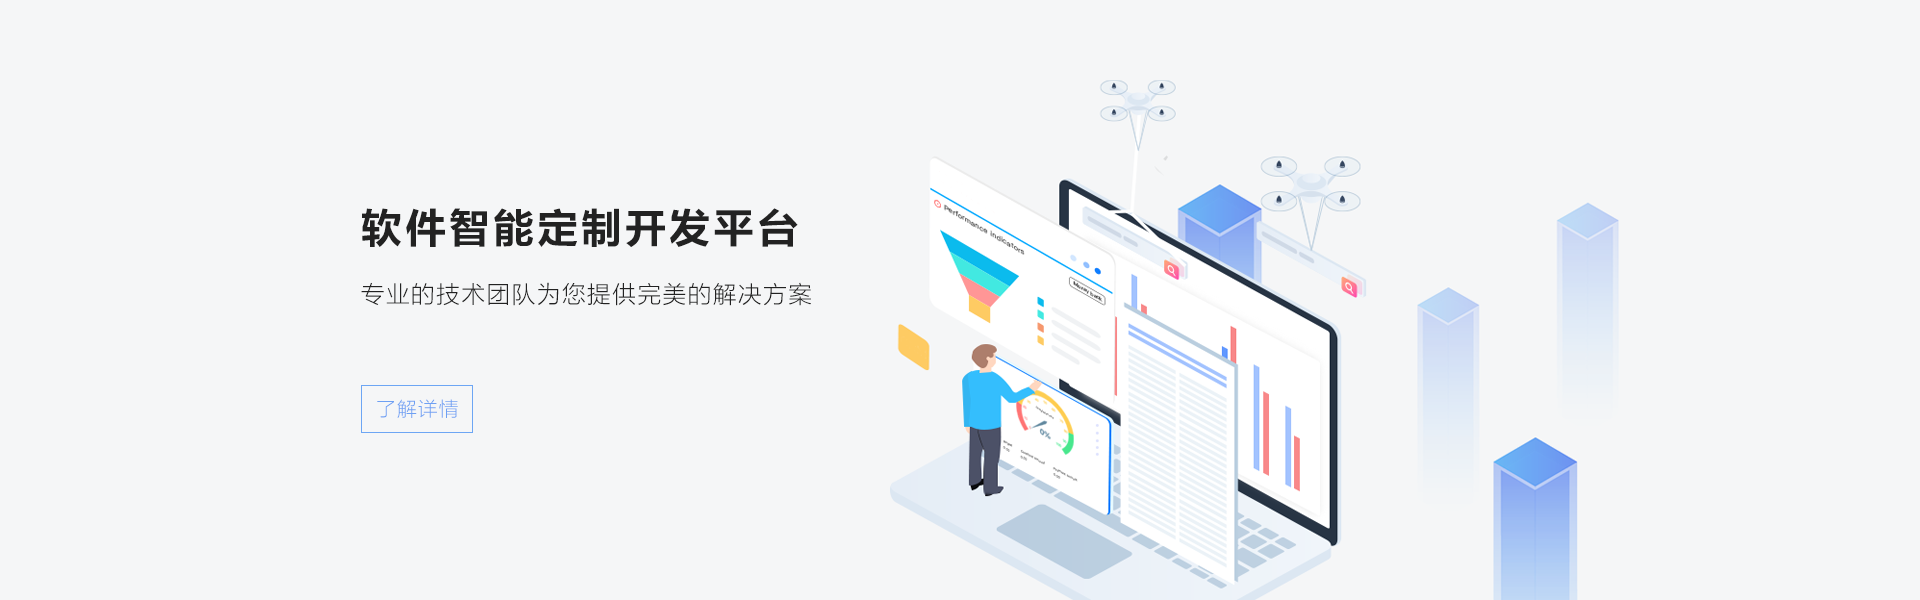 软件智能定制开发平台
专业的技术团队为您提供完美的解决方案
了解详情
Performance indicators
0%